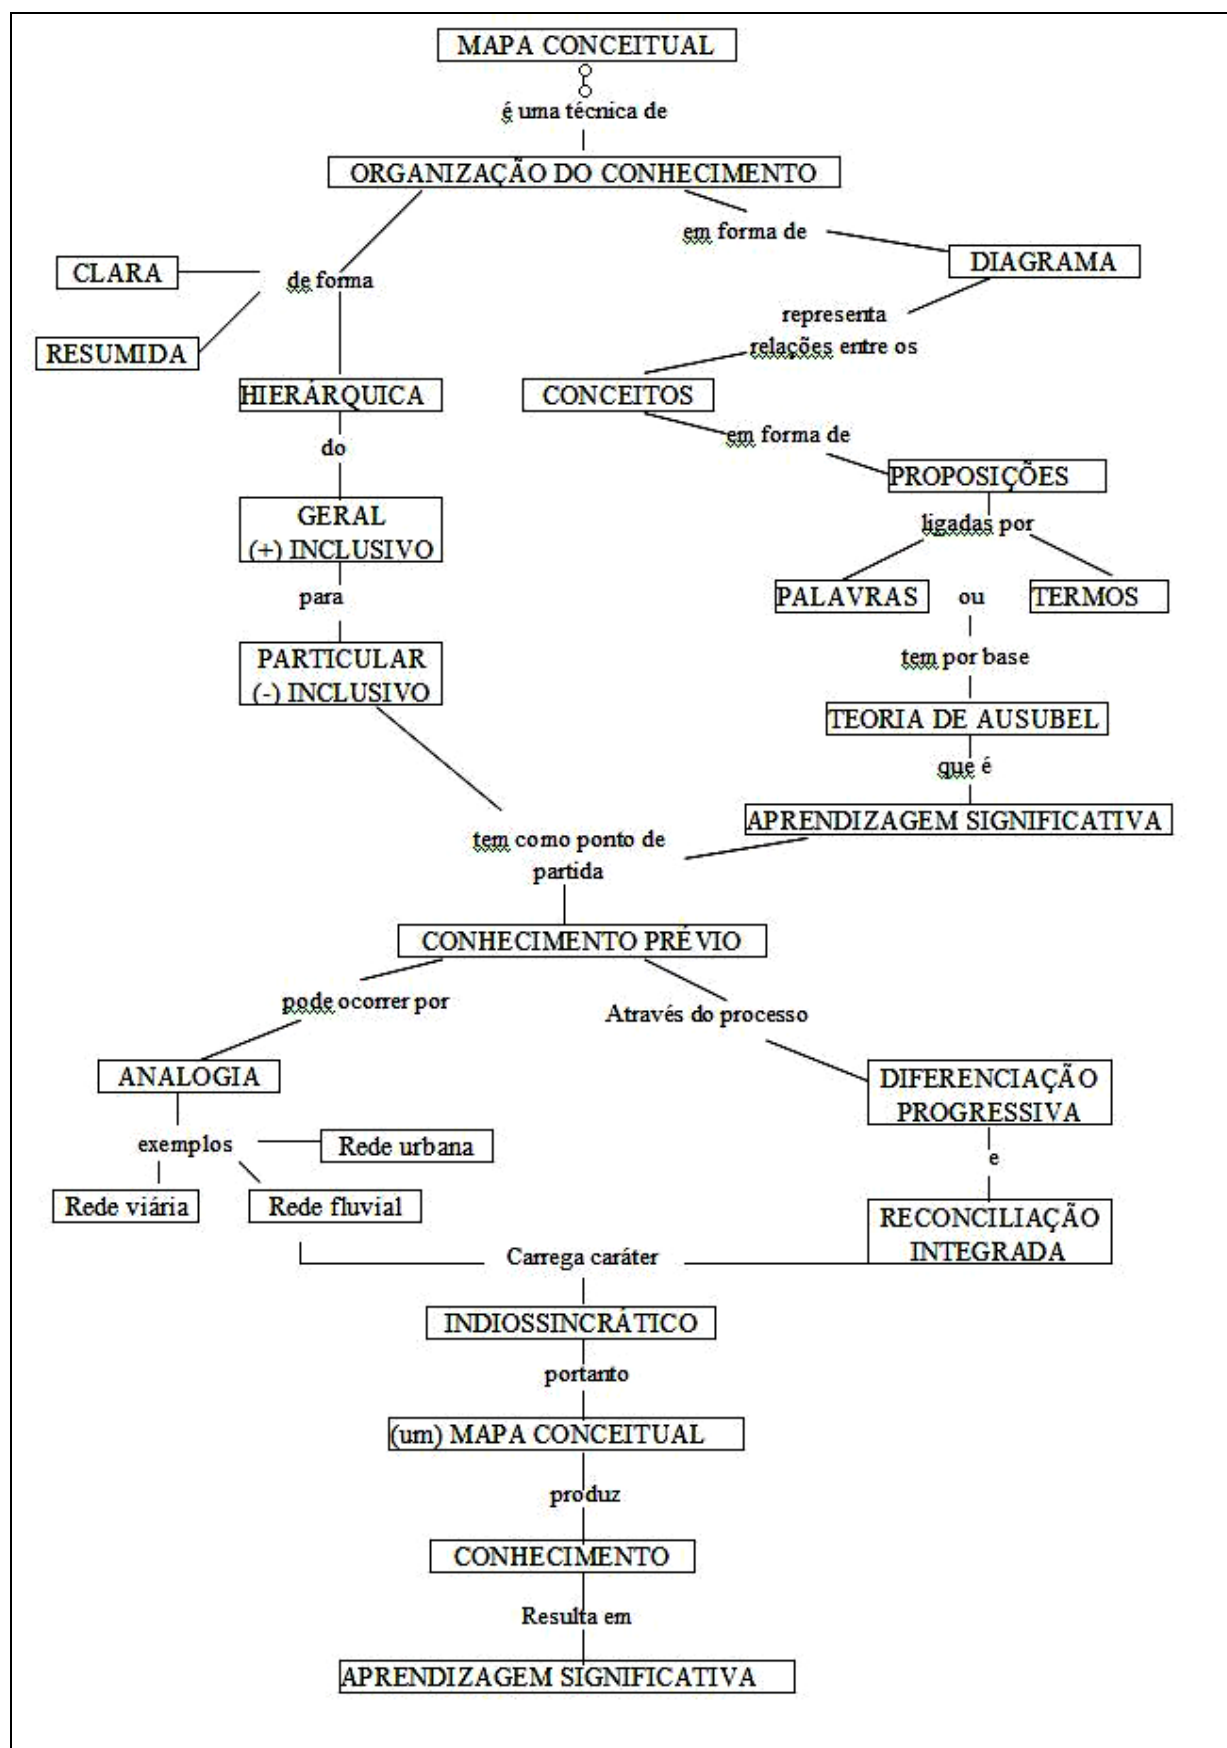 MAPA CONCEITUAL
é uma técnica de
ORGANIZAÇÃO DO CONHECIMENTO
em forma de
DIAGRAMA
CLARA
de forma
RESUMIDA
representa
relações entre os
HIERÁRQUICA
CONCEITOS
do
em forma de
PROPOSIÇÕES
GERAL
(+) INCLUSIVO
ligadas por
para
PALAVRAS
ou
TERMOS
PARTICULAR
(-) INCLUSIVO
tem por base
TEORIA DE AUSUBEL
que é
APRENDIZAGEM SIGNIFICATIVA
tem como ponto de
partida
CONHECIMENTO PRÉVIO
pode ocorrer por
Através do processo
ANALOGIA
DIFERENCIAÇÃO
PROGRESSIVA
exemplos
Rede urbana
e
Rede viária
Rede fluvial
RECONCILIAÇÃO
INTEGRADA
Carrega caráter
INDIOSSINCRÁTICO
portanto
(um) MAPA CONCEITUAL
produz
CONHECIMENTO
Resulta em
APRENDIZAGEM SIGNIFICATIVA